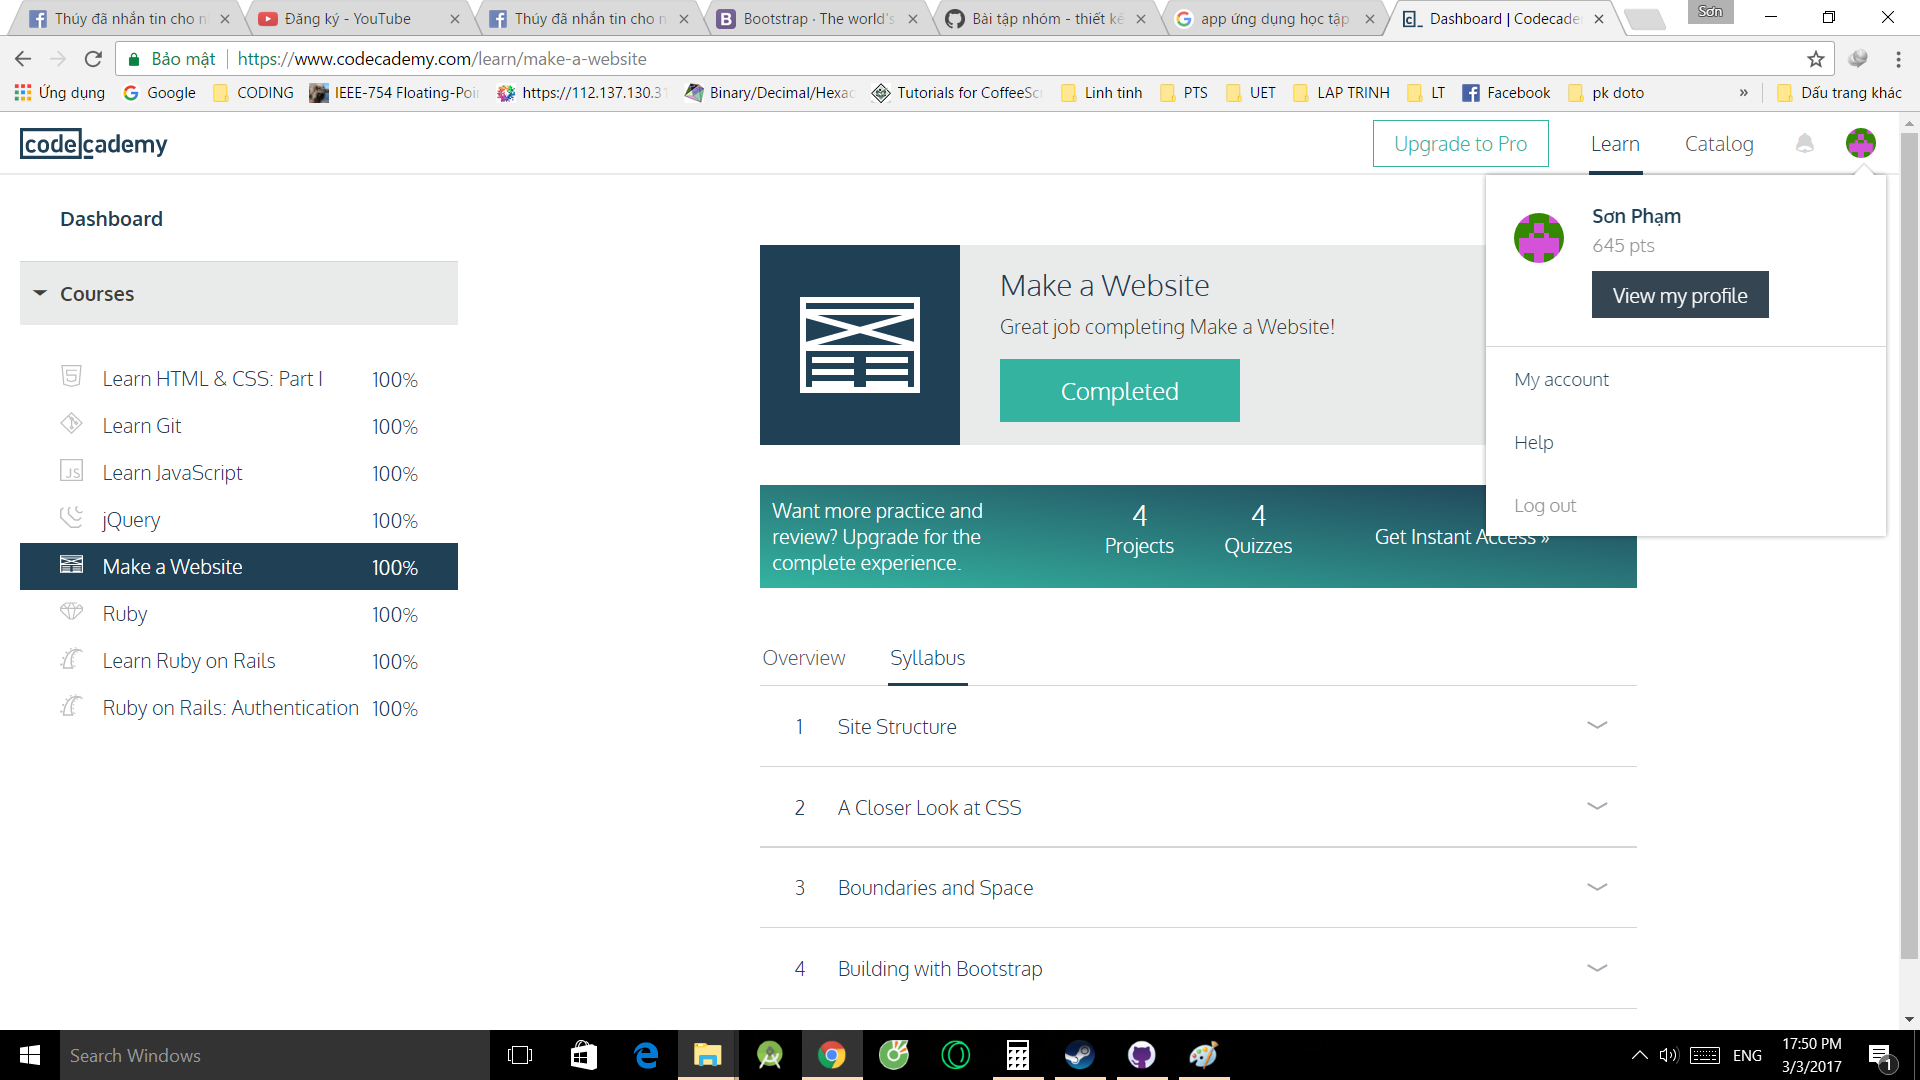 Thúy đã nhắn tin cho n
Đăng ký - YouTube
Thúy đã nhắn tin cho n
Bootstrap · The world's
Bài tập nhóm - thiết kế
app ứng dụng học tập
Dashboard | Codecade
Sơn
Bảo mật
https://www.codecademy.com/learn/make-a-website
Ứng dụng
Google
CODING
IEEE-754 Floating-Poi
https://112.137.130.3
Binary/Decimal/Hexa
Tutorials for CoffeeSc
Linh tinh
PTS
UET
LAP TRINH
LT
Facebook
pk doto
»
Dấu trang khác
codecademy
Upgrade to Pro
Learn
Catalog
Sơn Phạm
645 pts
View my profile
My account
Help
Log out
Dashboard
Courses
Learn HTML & CSS: Part I 100%
Learn Git 100%
Learn JavaScript 100%
jQuery 100%
Make a Website 100%
Ruby 100%
Learn Ruby on Rails 100%
Ruby on Rails: Authentication 100%
Make a Website
Great job completing Make a Website!
Completed
Want more practice and
review? Upgrade for the
complete experience.
4
Projects
4
Quizzes
Get Instant Access »
Overview
Syllabus
1 Site Structure
2 A Closer Look at CSS
3 Boundaries and Space
4 Building with Bootstrap
Search Windows
ENG
17:50 PM
3/3/2017
1